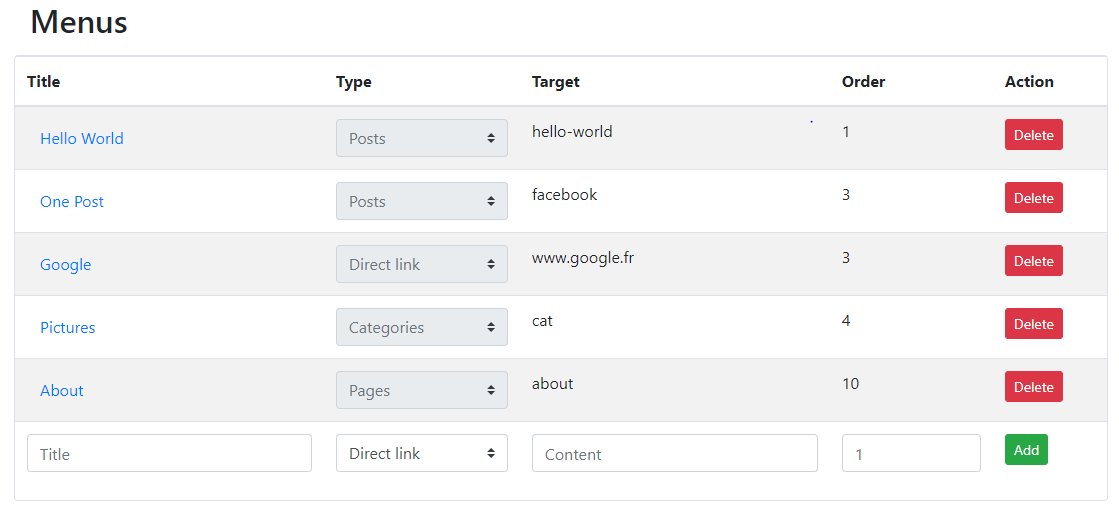 Menus
Title Type Target Order Action
Hello World Posts hello-world 1 Delete
One Post Posts facebook 3 Delete
Google Direct link www.google.fr 3 Delete
Pictures Categories cat 4 Delete
About Pages about 10 Delete
Title Direct link Content 1 Add